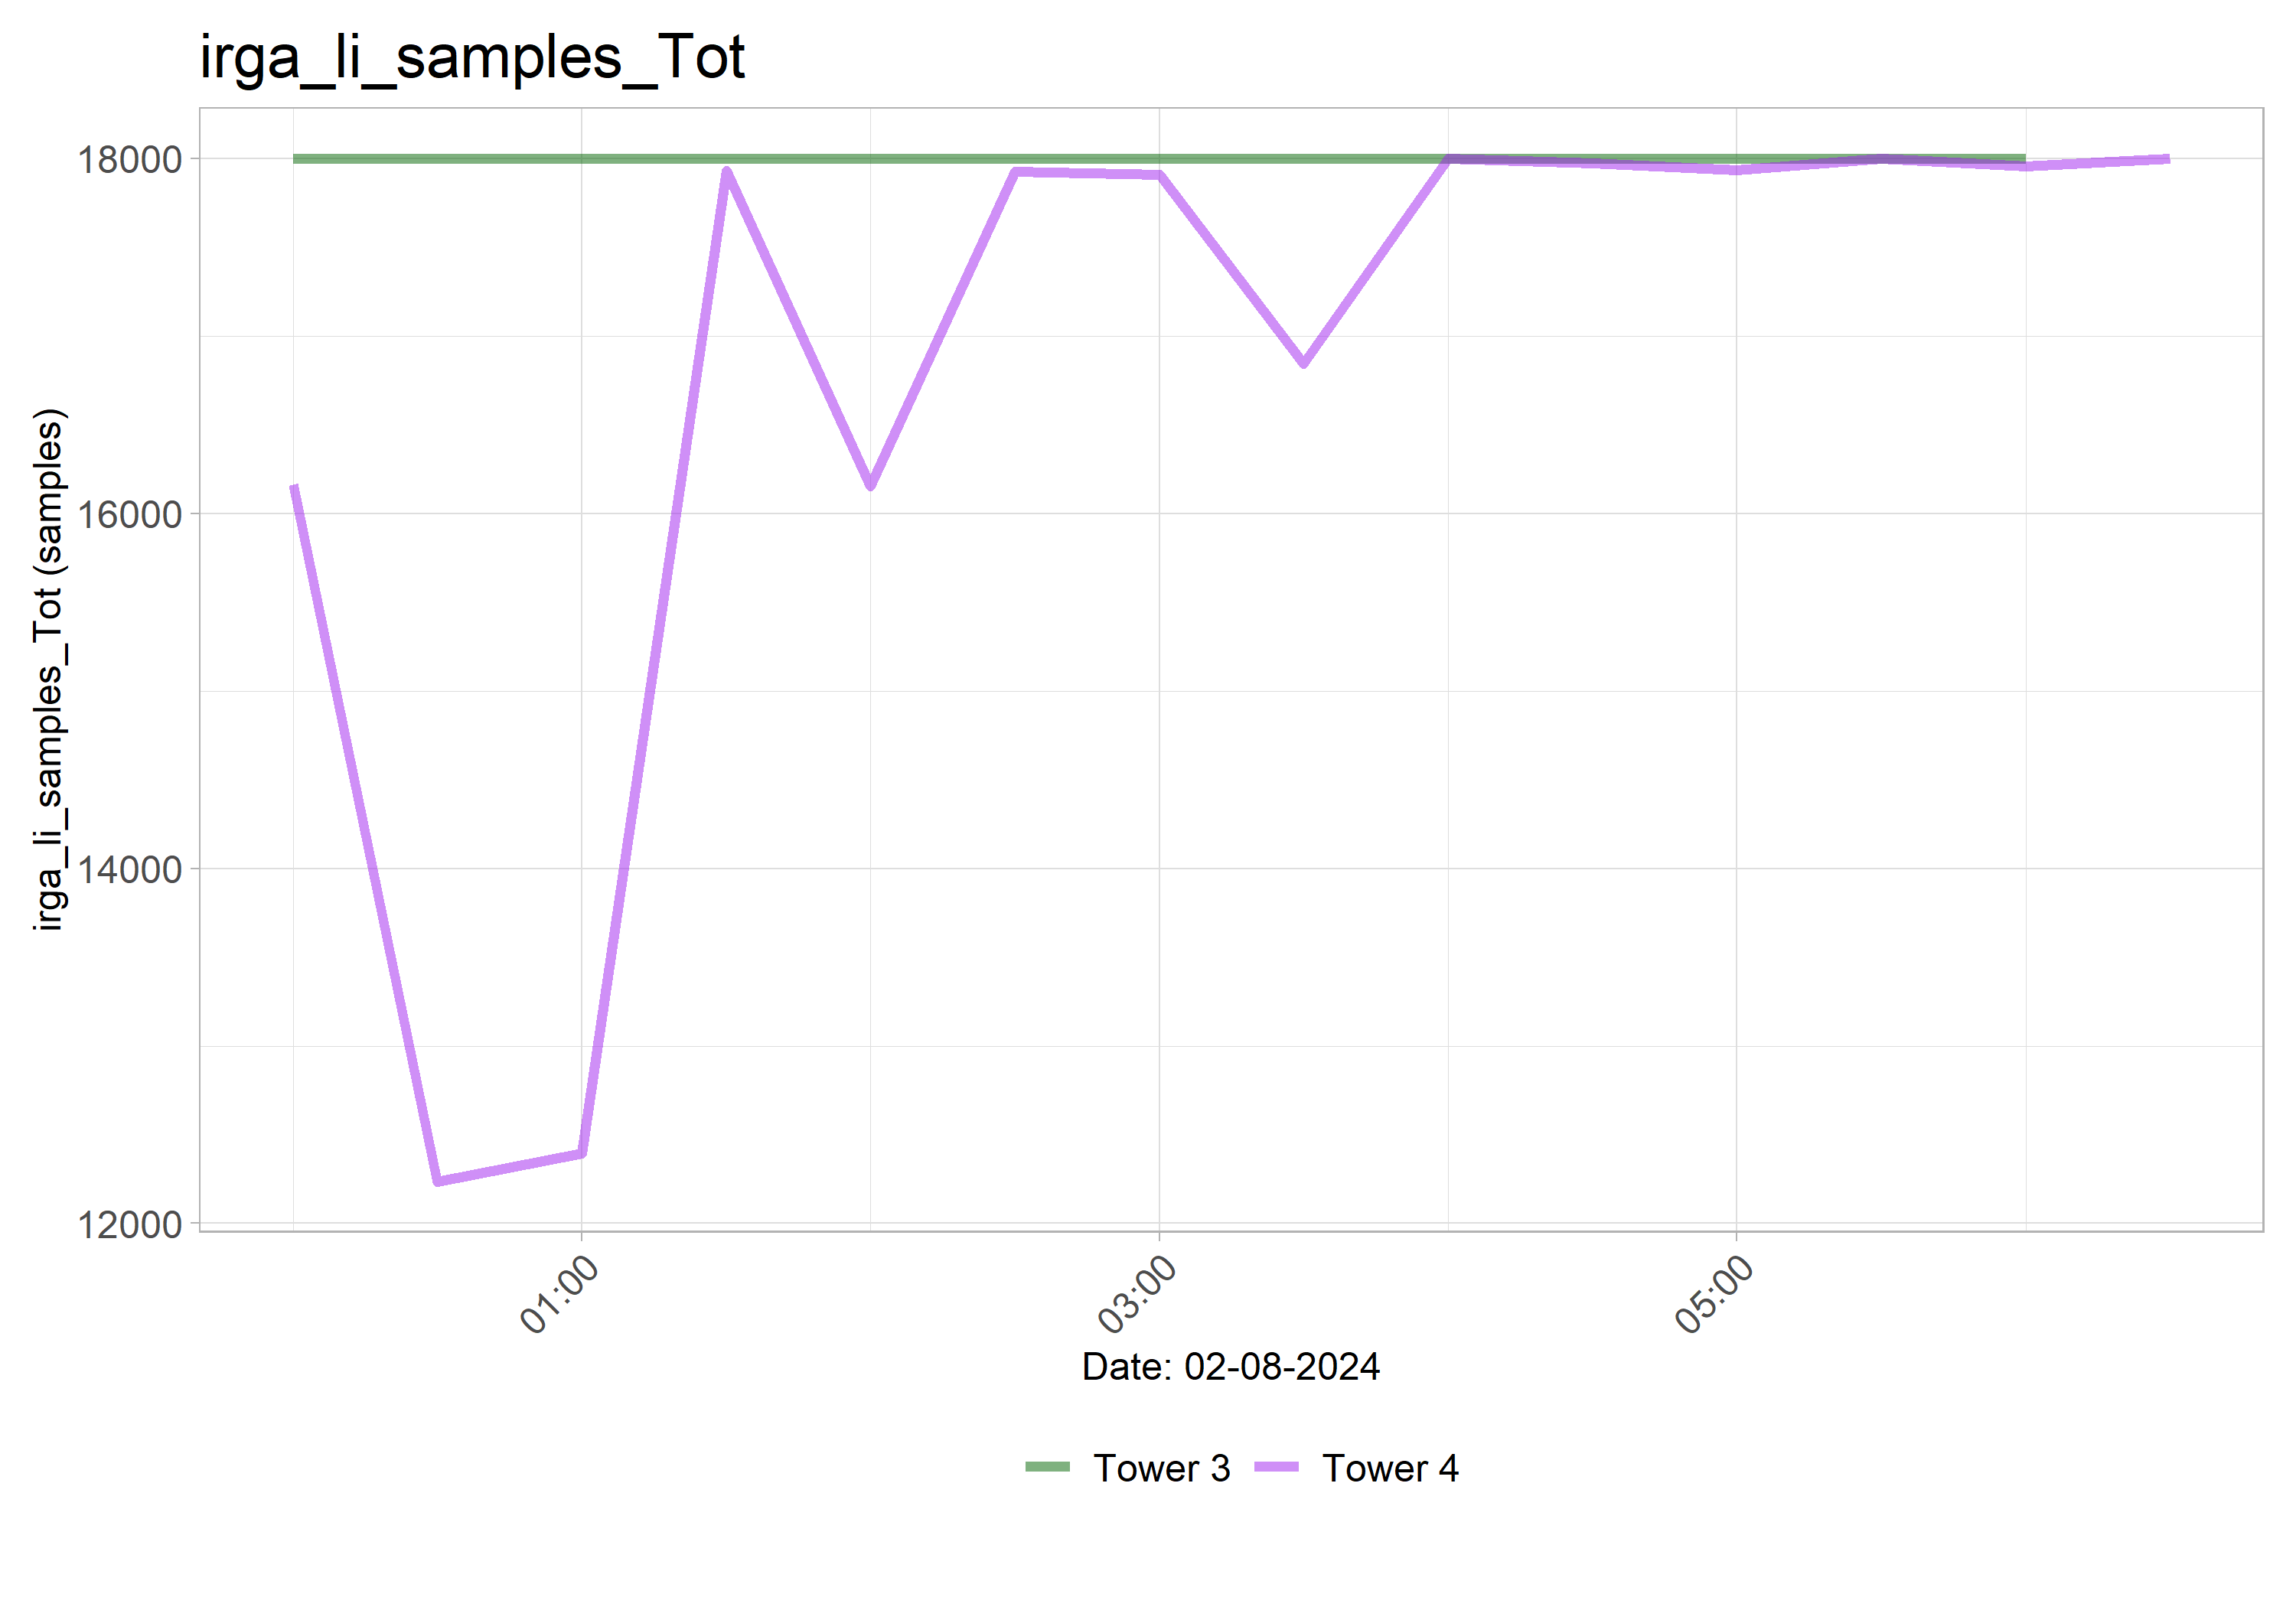 irga_li_samples_Tot
irga_li_samples_Tot (samples)
18000
16000
14000
12000
01:00
03:00
05:00
Date: 02-08-2024
Tower 3
Tower 4